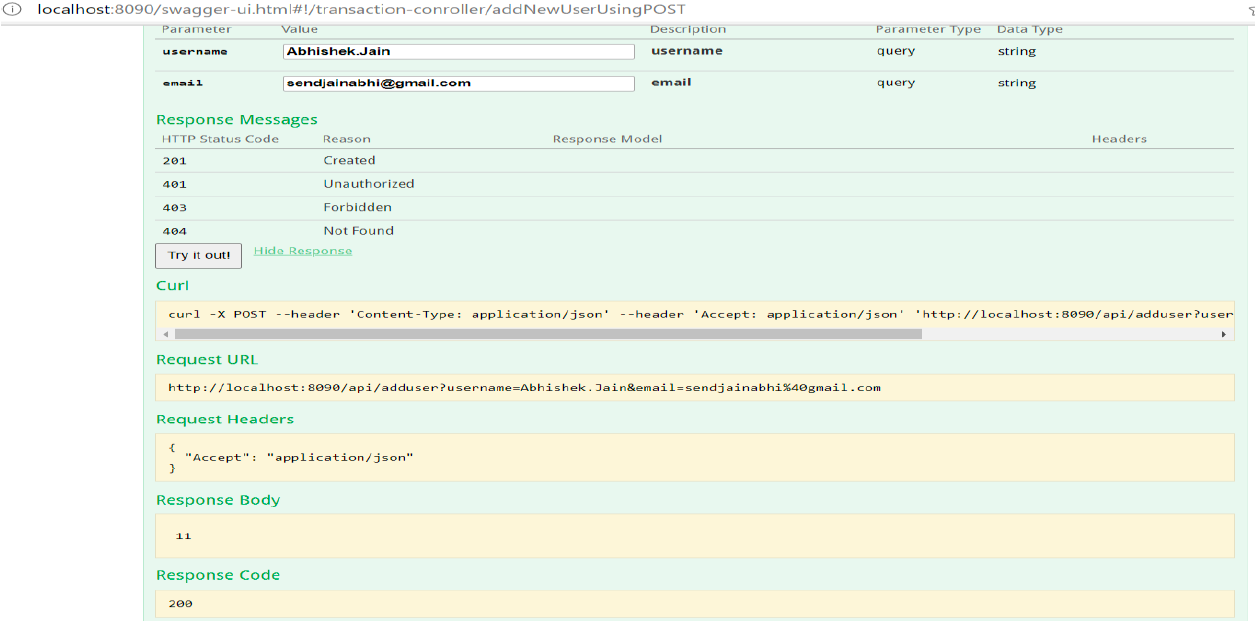 localhost:8090/swagger-ui.html#!/transaction-conroller/addNewUserUsingPOST
Parameter Value Description Parameter Type Data Type
username Abhishek.Jain username query string
email sendjainabhi@gmail.com email query string
Response Messages
HTTP Status Code Reason Response Model Headers
201 Created
401 Unauthorized
403 Forbidden
404 Not Found
Try it out! Hide Response
Curl
curl -X POST --header 'Content-Type: application/json' --header 'Accept: application/json' 'http://localhost:8090/api/adduser?user
Request URL
http://localhost:8090/api/adduser?username=Abhishek.Jain&email=sendjainabhi%40gmail.com
Request Headers
{
"Accept": "application/json"
}
Response Body
11
Response Code
200